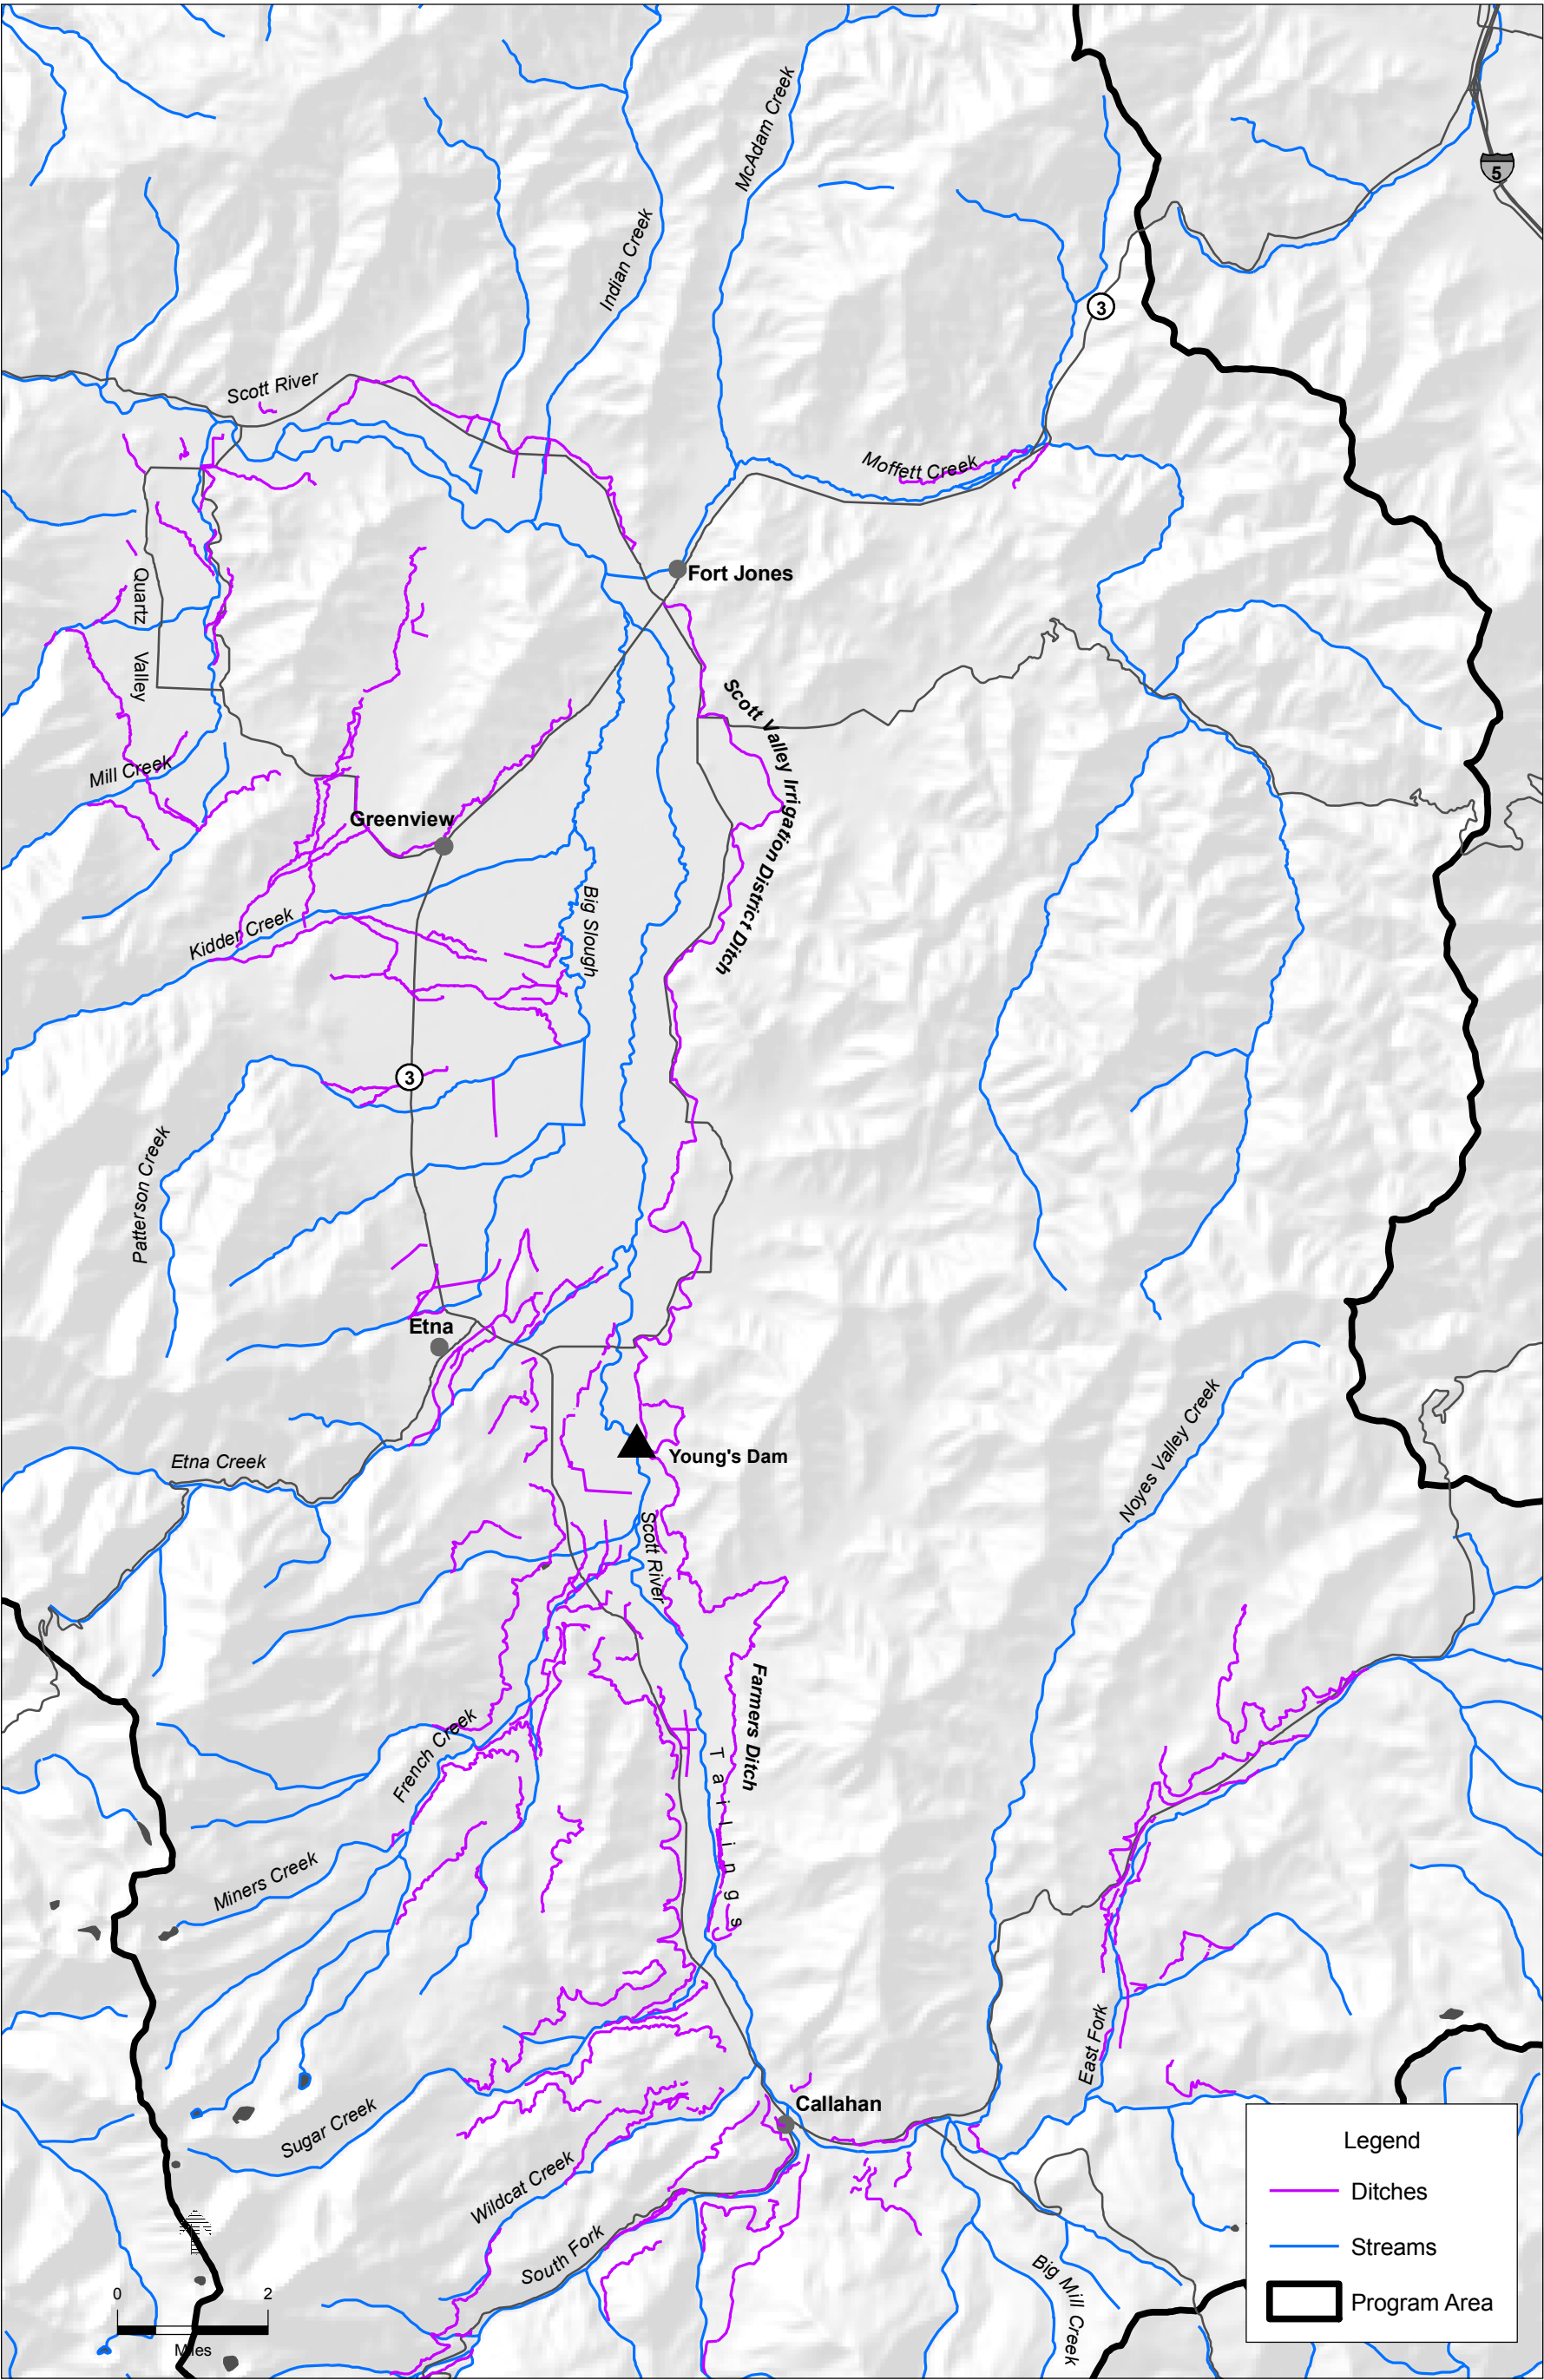 McAdam Creek
5
Indian Creek
3
Scott River
Moffett Creek
Fort Jones
Quartz Valley
Scott Valley Irrigation District Ditch
Mill Creek
Greenview
Big Slough
Kidder Creek
3
Patterson Creek
Etna
Noyes Valley Creek
Young's Dam
Etna Creek
Scott River
Farmers Ditch
French Creek
Tailings
Miners Creek
East Fork
Callahan
Sugar Creek
Wildcat Creek
South Fork
Big Mill Creek
Legend
Ditches
Streams
Program Area
0 2
Miles